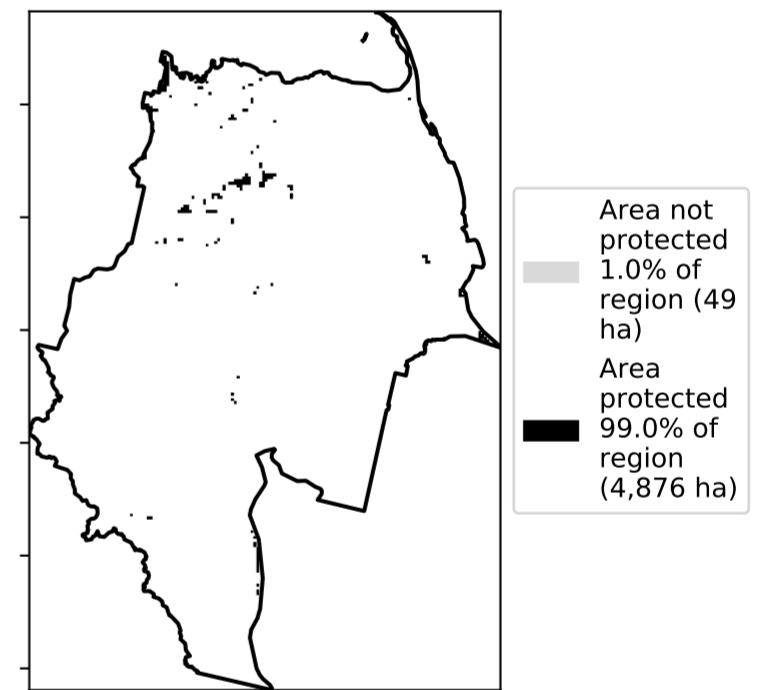 Area not
protected
1.0% of
region (49
ha)
Area
protected
99.0% of
region
(4,876 ha)